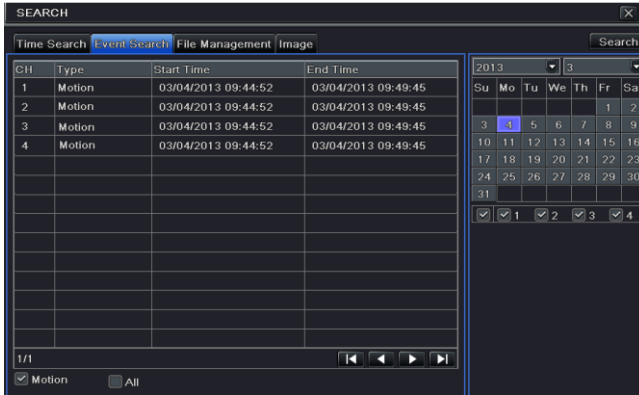 SEARCH
Time Search Event Search File Management Image
Search
CH Type Start Time End Time
1 Motion 03/04/2013 09:44:52 03/04/2013 09:49:45
2 Motion 03/04/2013 09:44:52 03/04/2013 09:49:45
3 Motion 03/04/2013 09:44:52 03/04/2013 09:49:45
4 Motion 03/04/2013 09:44:52 03/04/2013 09:49:45
1/1
Motion All
2013 3
Su Mo Tu We Th Fr Sa
1 2
3 4 5 6 7 8 9
10 11 12 13 14 15 16
17 18 19 20 21 22 23
24 25 26 27 28 29 30
31
1 2 3 4